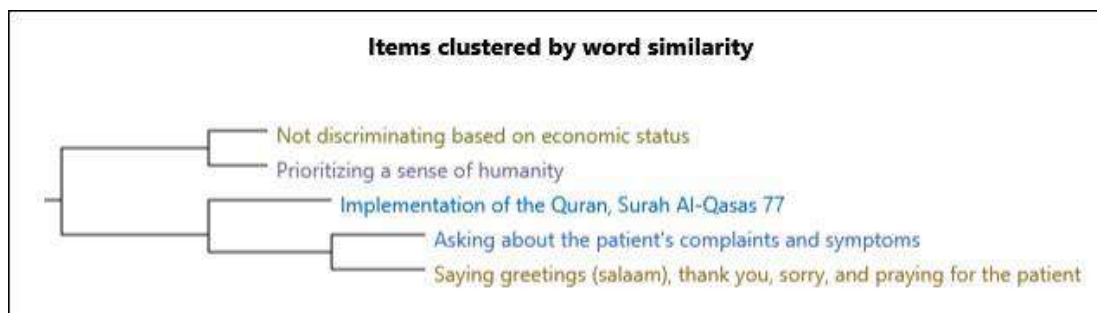 Items clustered by word similarity
Not discriminating based on economic status
Prioritizing a sense of humanity
Implementation of the Quran, Surah Al-Qasas 77
Asking about the patient's complaints and symptoms
Saying greetings (salaam), thank you, sorry, and praying for the patient